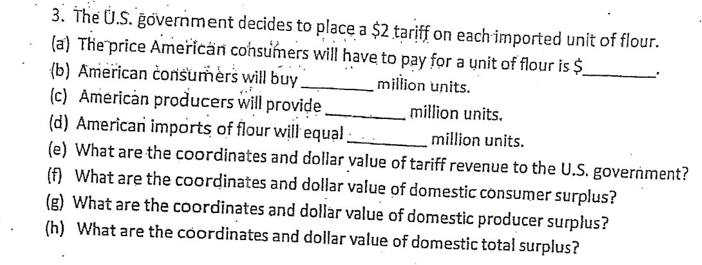 3. The U.S. government decides to place a $2 tariff on each imported unit of flour.
(a) The price American consumers will have to pay for a unit of flour is $__________.
(b) American consumers will buy __________ million units.
(c) American producers will provide __________ million units.
(d) American imports of flour will equal __________ million units.
(e) What are the coordinates and dollar value of tariff revenue to the U.S. government?
(f) What are the coordinates and dollar value of domestic consumer surplus?
(g) What are the coordinates and dollar value of domestic producer surplus?
(h) What are the coordinates and dollar value of domestic total surplus?